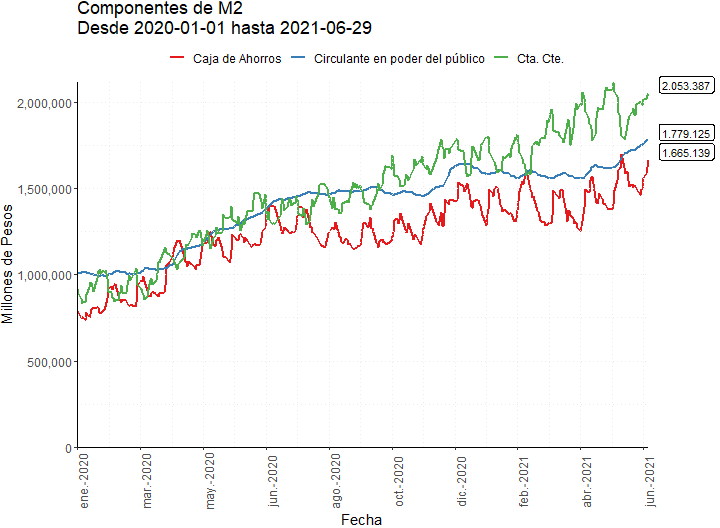 Componentes de M2
Desde 2020-01-01 hasta 2021-06-29
Caja de Ahorros Circulante en poder del público Cta. Cte.
2.053.387
1.779.125
1.665.139
2,000,000
1,500,000
1,000,000
500,000
0
Millones de Pesos
ene.-2020
mar.-2020
may.-2020
jun.-2020
ago.-2020
oct.-2020
dic.-2020
feb.-2021
abr.-2021
jun.-2021
Fecha